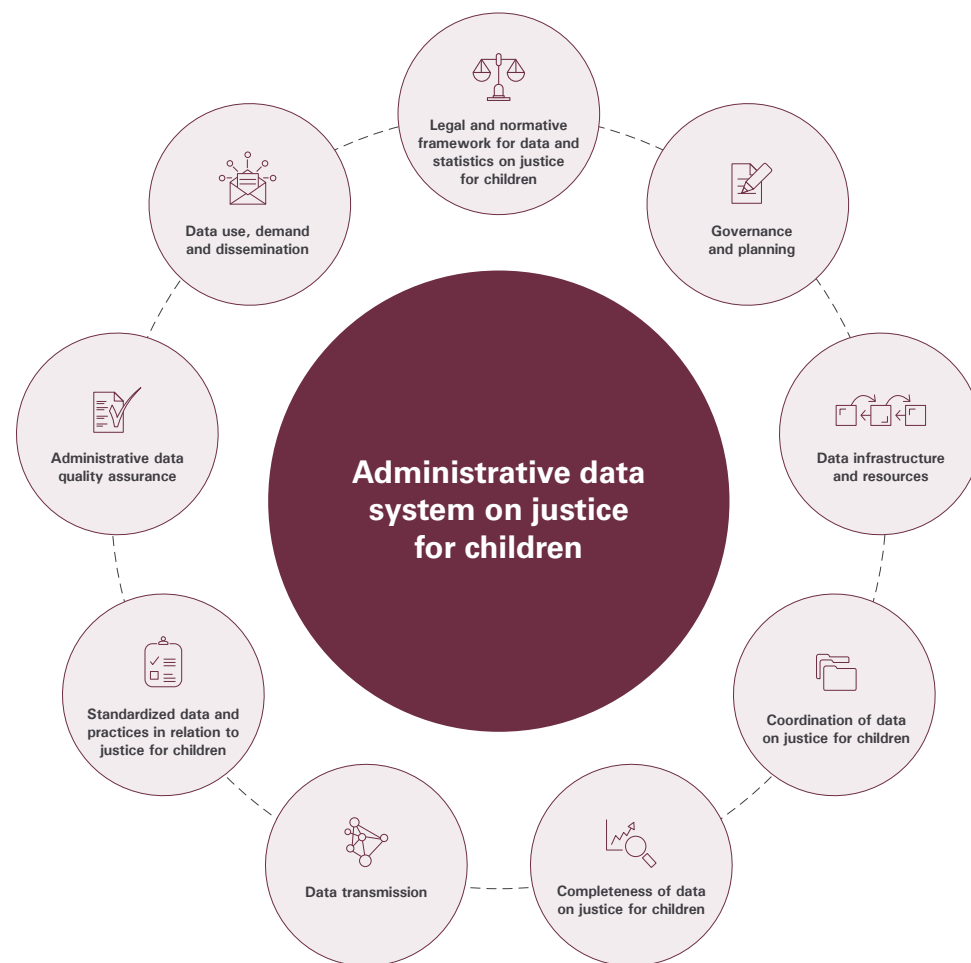 Legal and normative
framework for data and
statistics on justice
for children
Governance
and planning
Data infrastructure
and resources
Coordination of data
on justice for children
Completeness of data
on justice for children
Data transmission
Standardized data and
practices in relation to
justice for children
Administrative data
quality assurance
Data use, demand
and dissemination
Administrative data
system on justice
for children